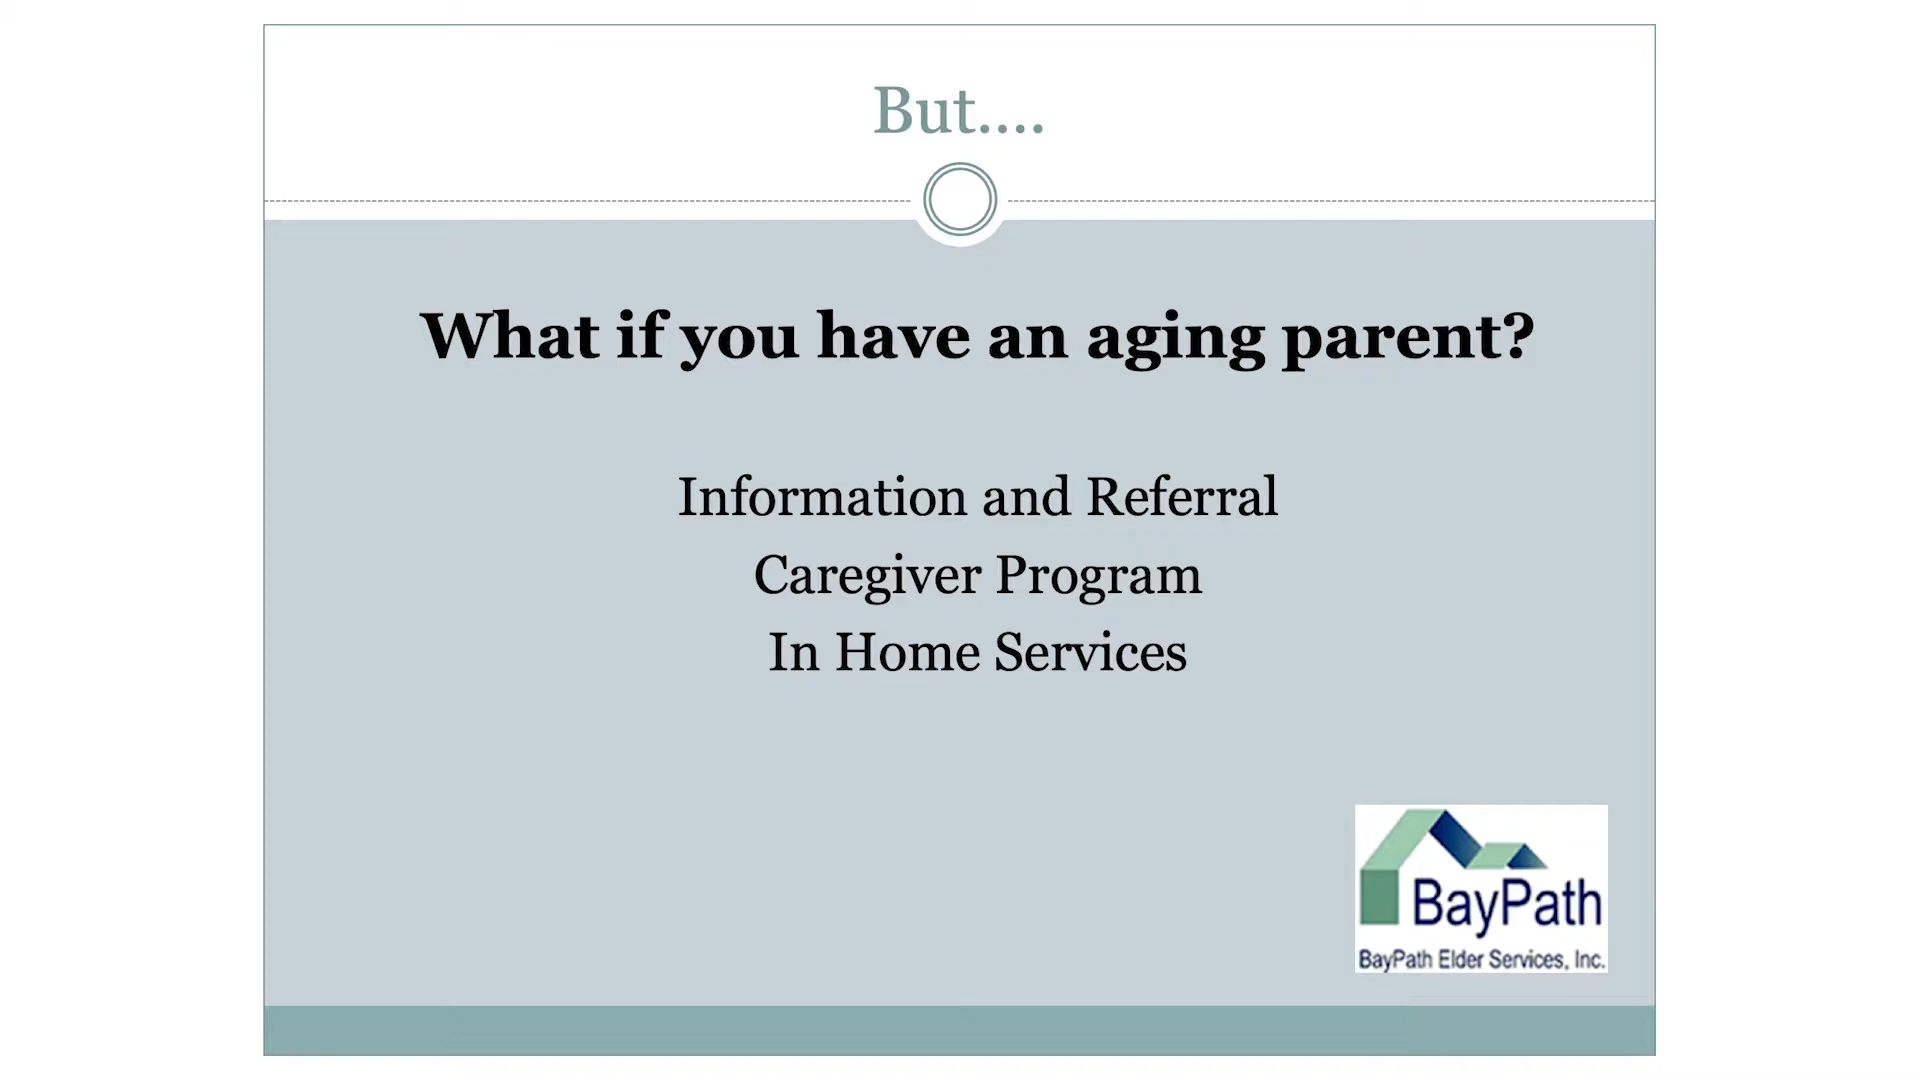 But....
What if you have an aging parent?
Information and Referral
Caregiver Program
In Home Services
BayPath
BayPath Elder Services, Inc.